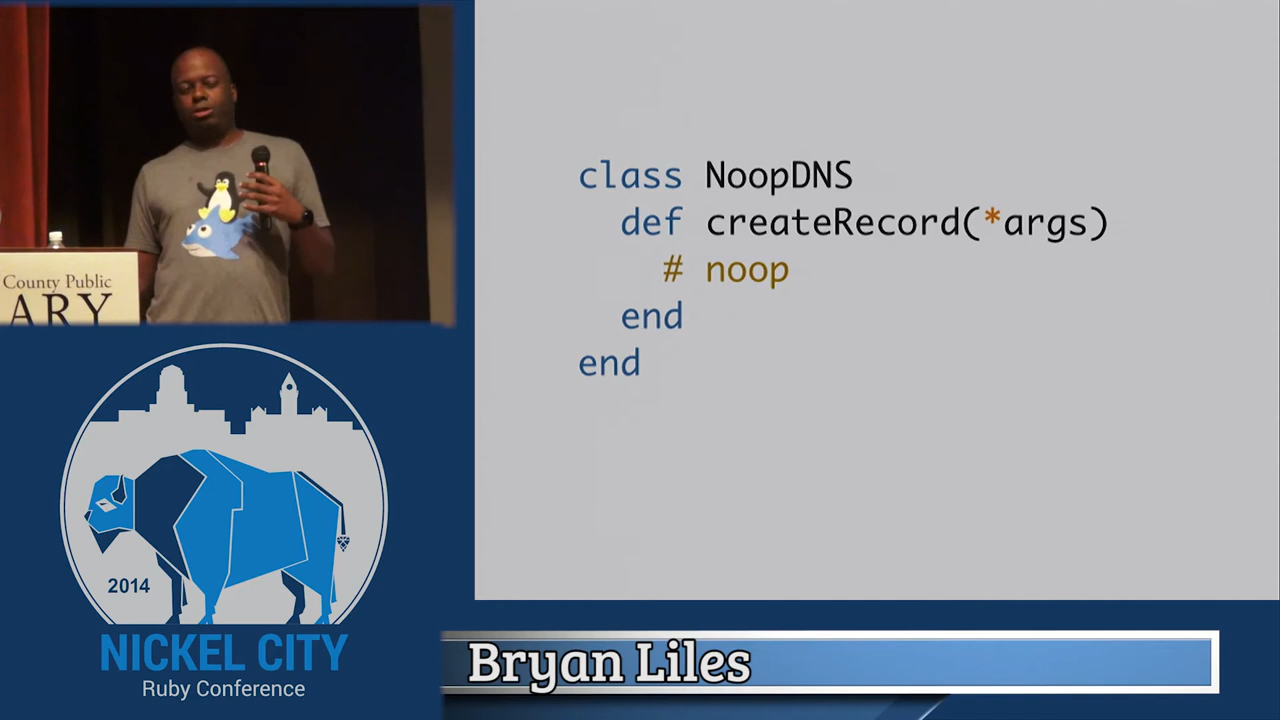 County Public
ARY
class NoopDNS
def createRecord(*args)
# noop
end
end
2014
NICKEL CITY
Ruby Conference
Bryan Liles